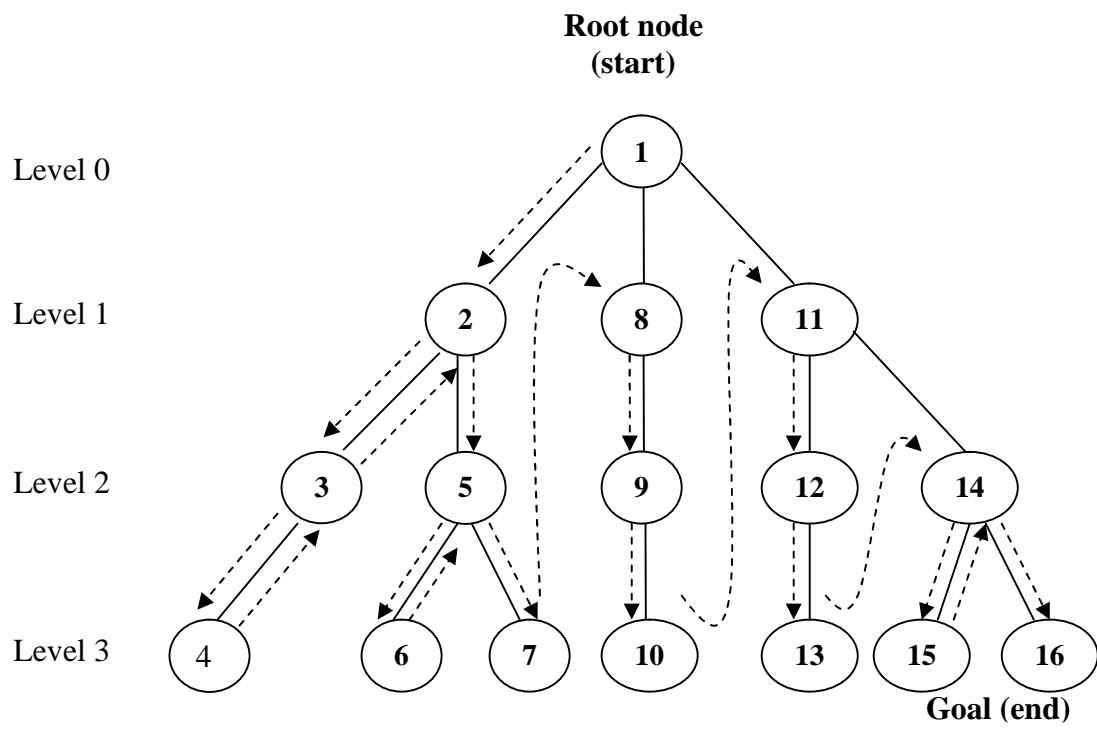 Root node
(start)
Level 0
1
Level 1
2 8 11
Level 2
3 5 9 12 14
Level 3
4 6 7 10 13 15 16
Goal (end)